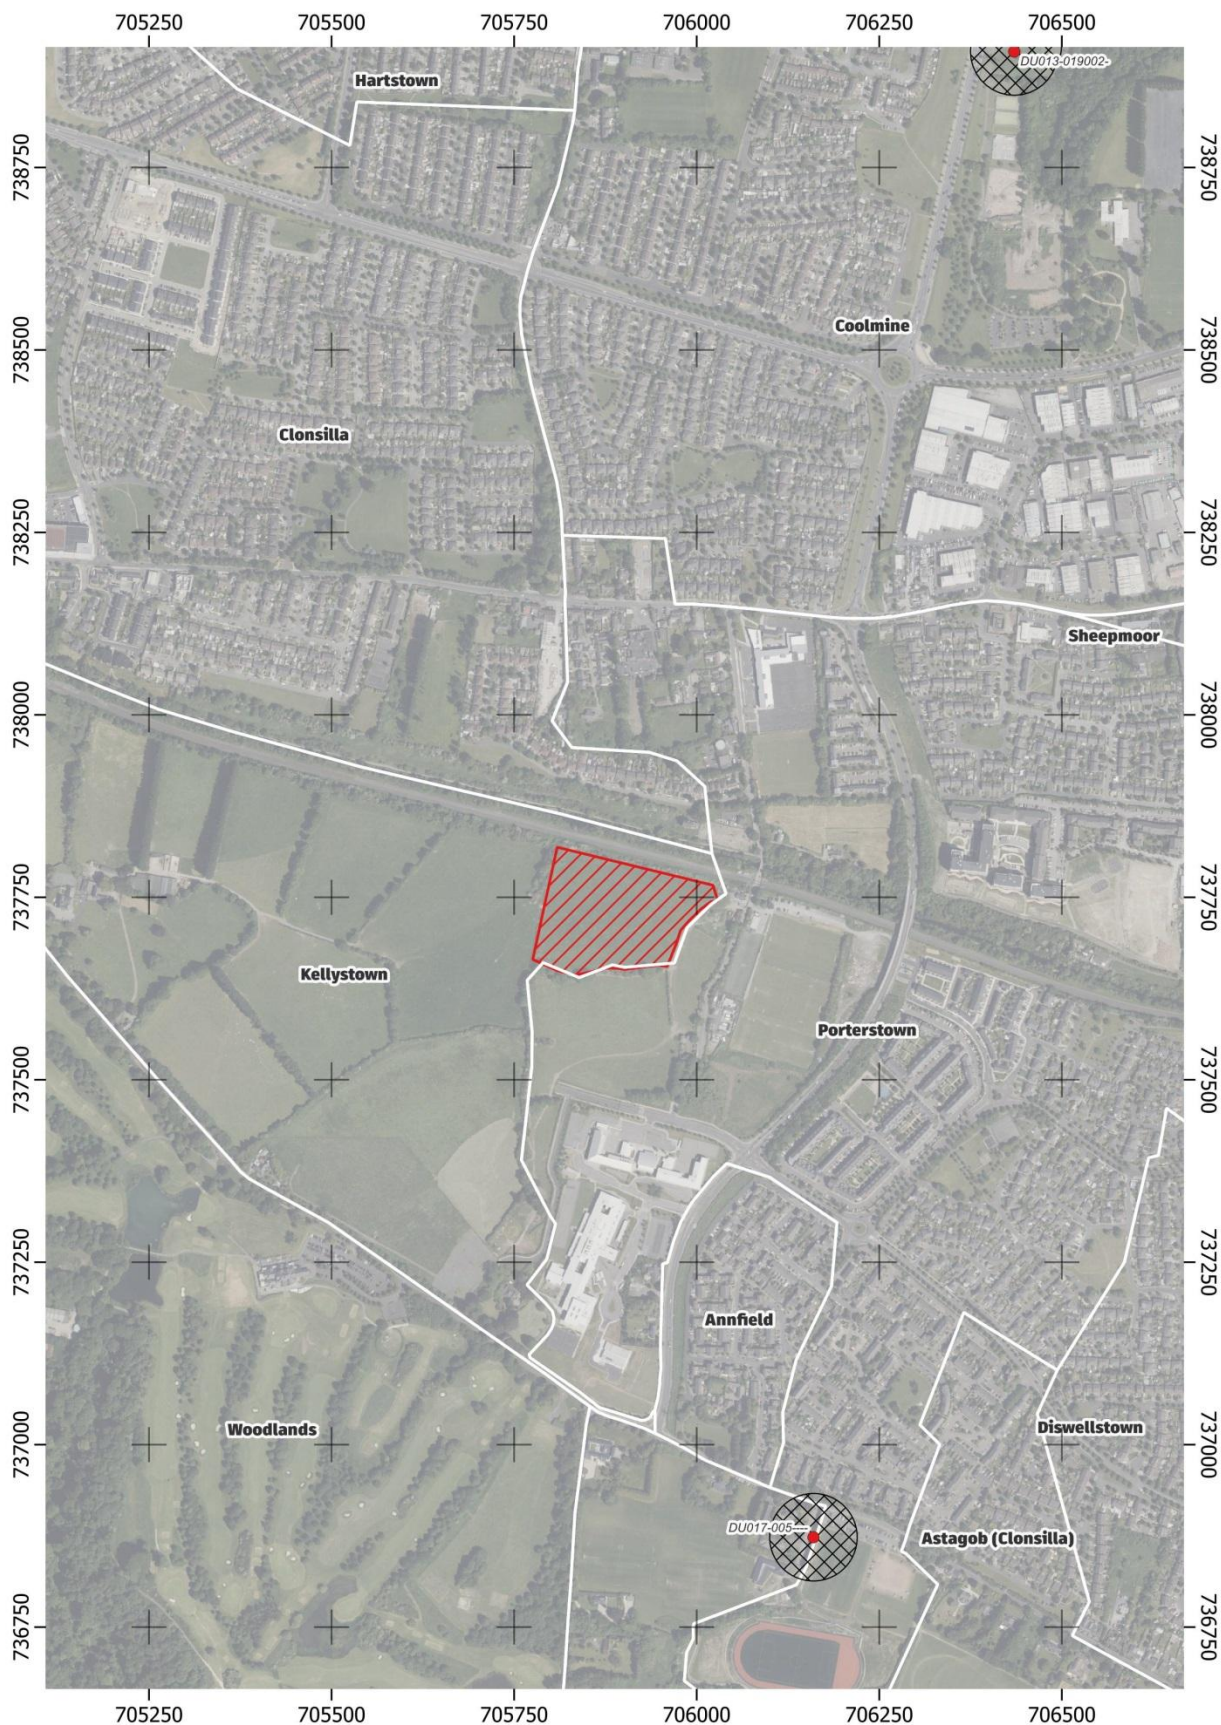 705250
705500
705750
706000
706250
706500
DU013-019002-
Hartstown
738750
738750
Coolmine
738500
738500
Clonsilla
738250
738250
Sheepmoor
738000
738000
737750
737750
Kellystown
Porterstown
737500
737500
737250
737250
Annfield
Woodlands
Diswellstown
737000
737000
DU017-005----
Astagob (Clonsilla)
736750
736750
705250
705500
705750
706000
706250
706500